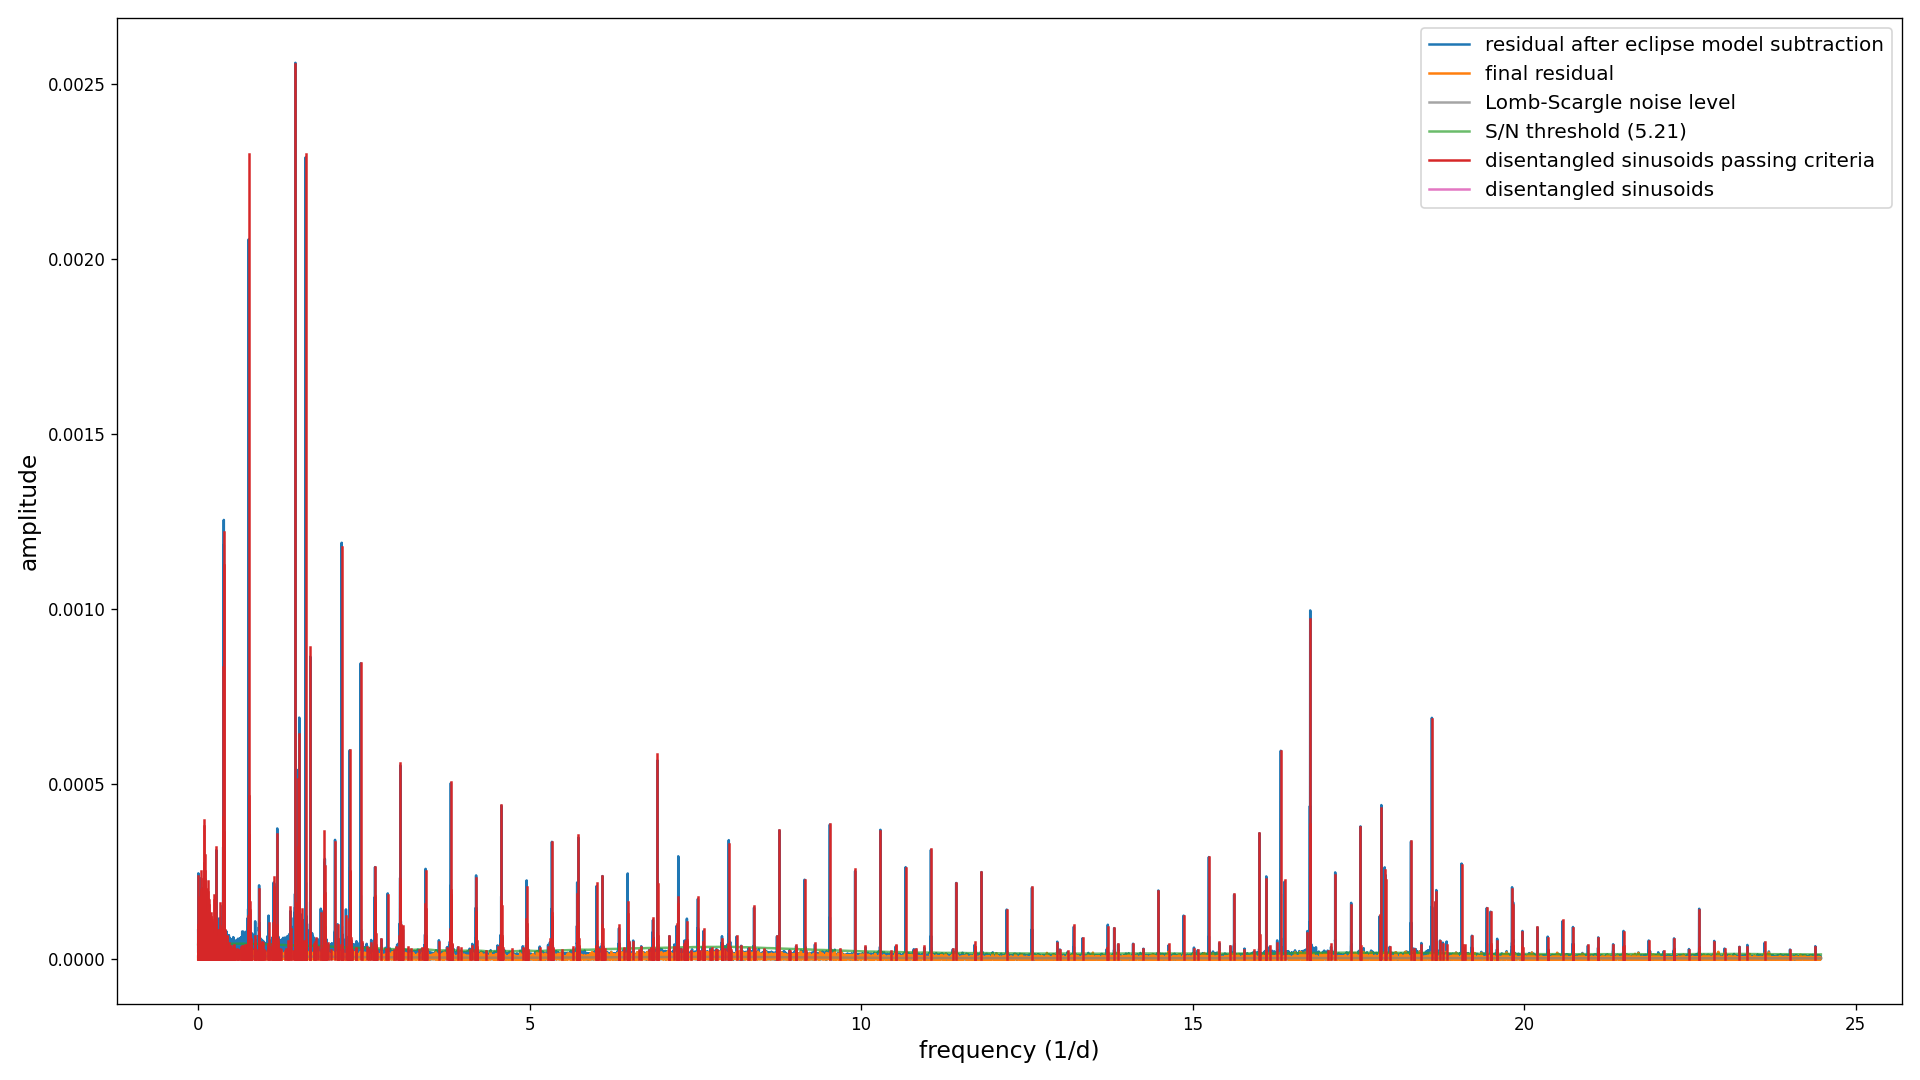 residual after eclipse model subtraction
final residual
Lomb-Scargle noise level
S/N threshold (5.21)
disentangled sinusoids passing criteria
disentangled sinusoids
amplitude
0.0025
0.0020
0.0015
0.0010
0.0005
0.0000
0 5 10 15 20 25
frequency (1/d)